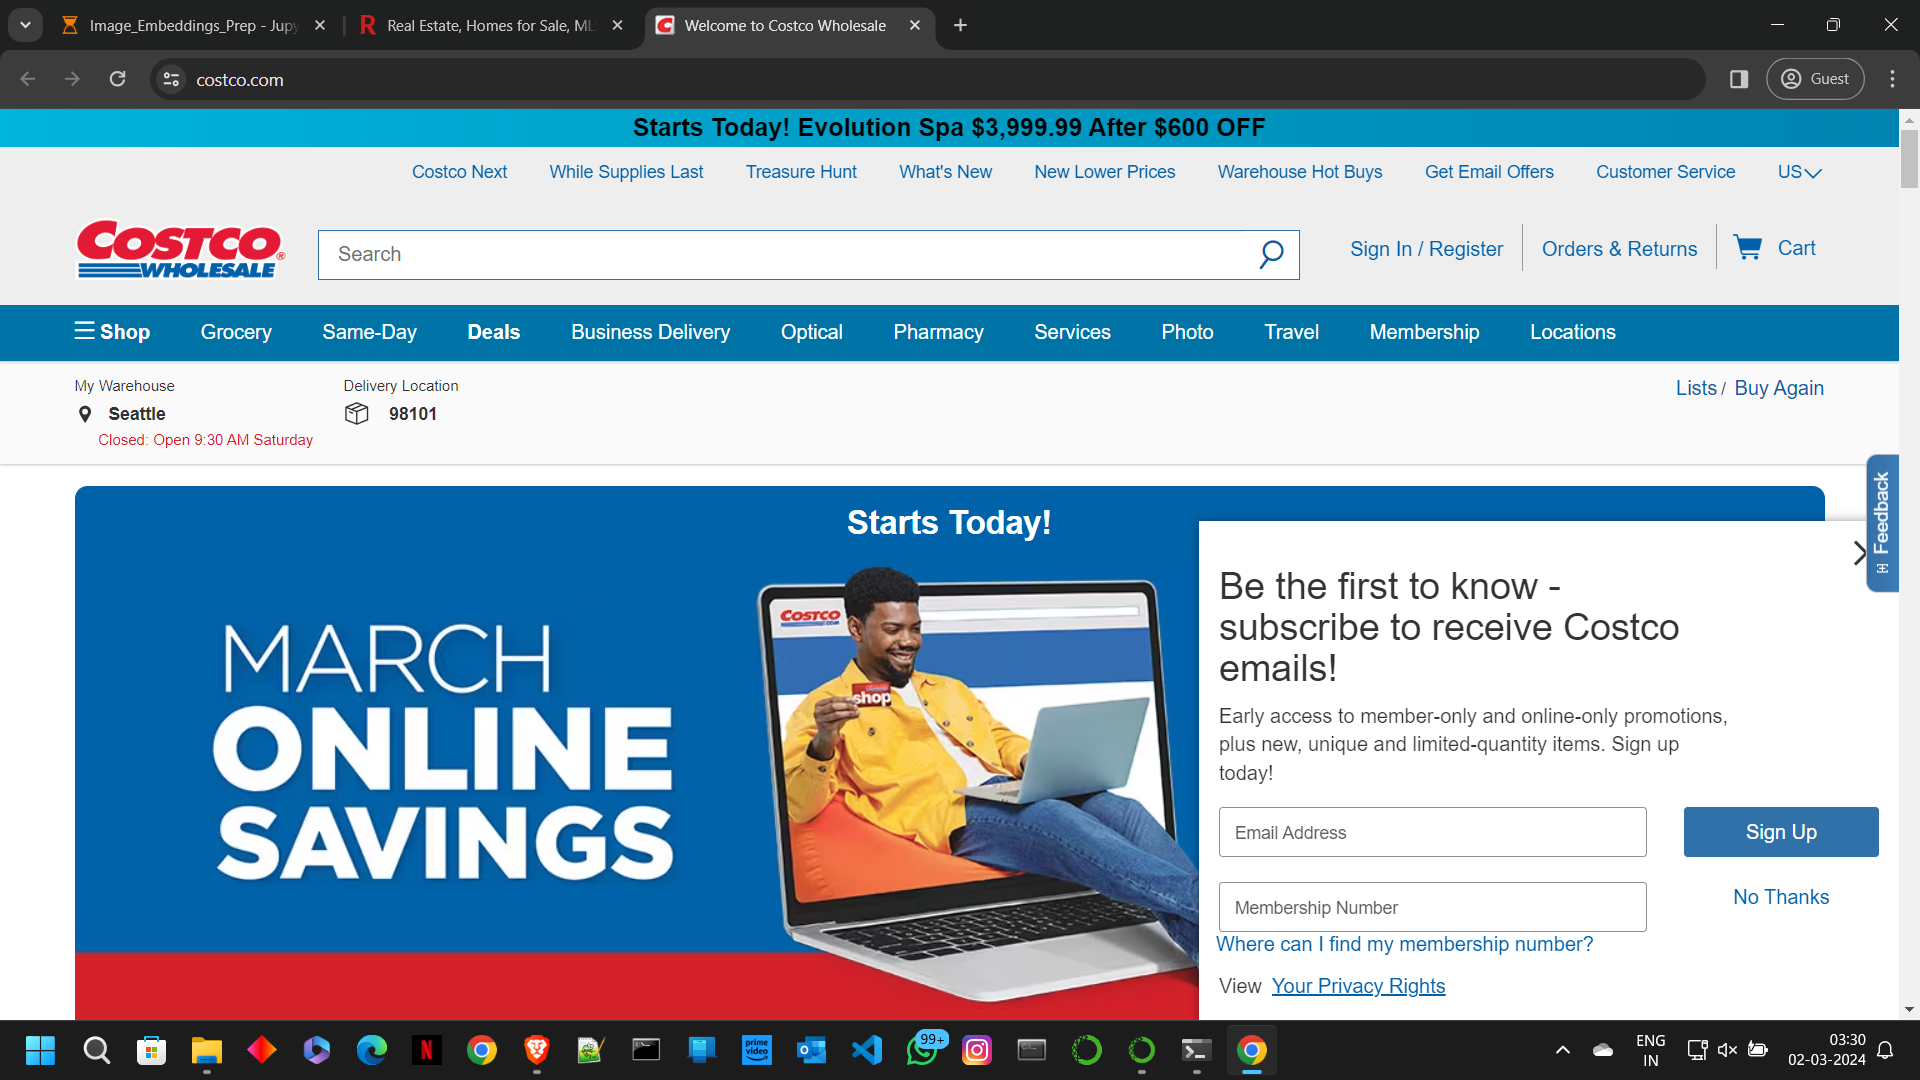 Image_Embeddings_Prep - Jupy
Real Estate, Homes for Sale, ML
Welcome to Costco Wholesale
costco.com
Guest
Starts Today! Evolution Spa $3,999.99 After $600 OFF
Costco Next While Supplies Last Treasure Hunt What's New New Lower Prices Warehouse Hot Buys Get Email Offers Customer Service US
COSTCO
WHOLESALE
Search
Sign In / Register
Orders & Returns
Cart
Shop Grocery Same-Day Deals Business Delivery Optical Pharmacy Services Photo Travel Membership Locations
My Warehouse
Seattle
Closed: Open 9:30 AM Saturday
Delivery Location
98101
Lists / Buy Again
Feedback
Starts Today!
MARCH
ONLINE
SAVINGS
COSTCO
.COM
shop
Be the first to know -
subscribe to receive Costco
emails!
Early access to member-only and online-only promotions,
plus new, unique and limited-quantity items. Sign up
today!
Email Address
Sign Up
Membership Number
No Thanks
Where can I find my membership number?
View Your Privacy Rights
prime
video
99+
ENG
IN
03:30
02-03-2024